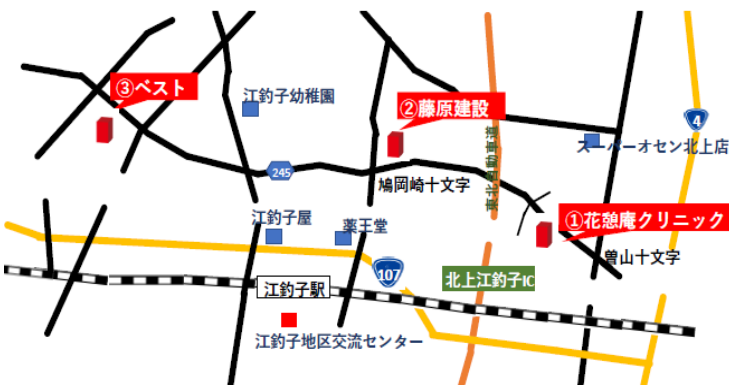 ③ベスト
江釣子幼稚園
②藤原建設
4
スーパーオセン北上店
245
鳩岡崎十文字
東北自動車道
①花憩庵クリニック
江釣子屋
薬王堂
曽山十文字
107
北上江釣子IC
江釣子駅
江釣子地区交流センター